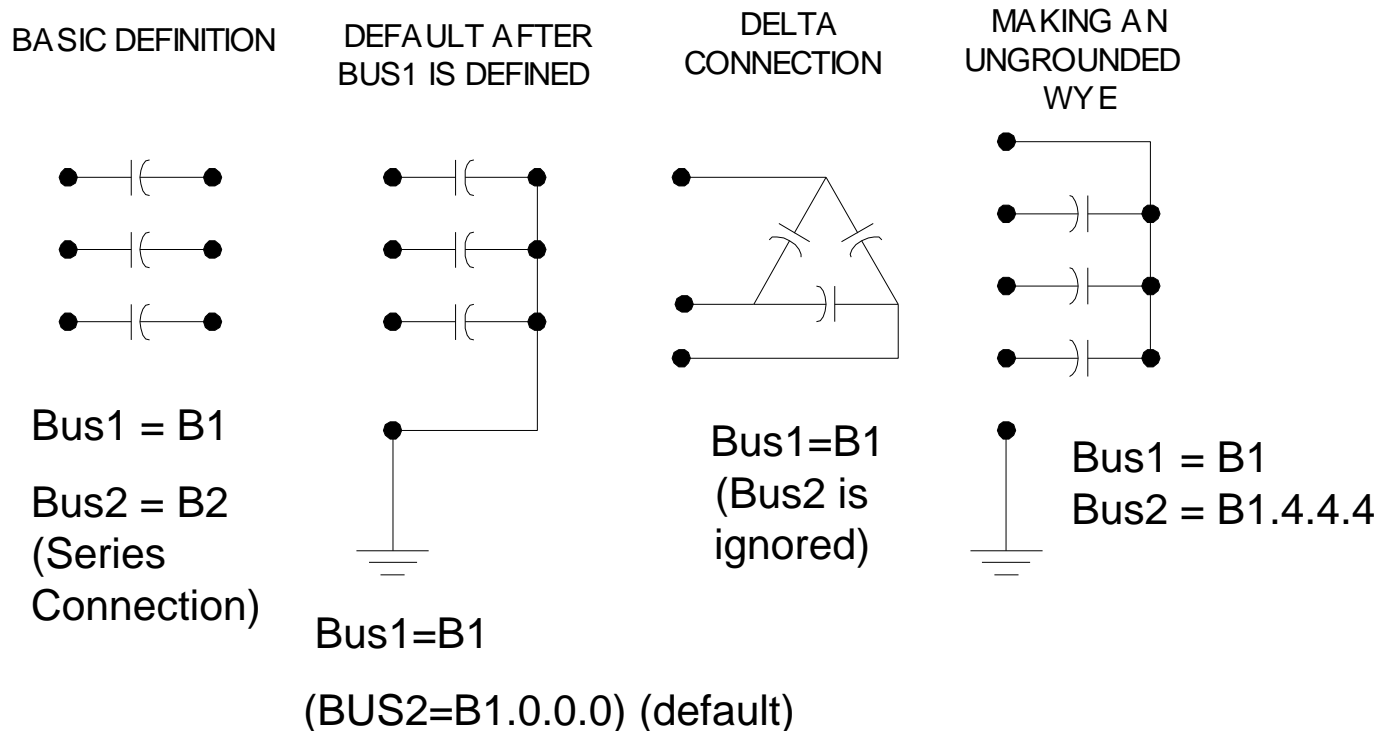 BASIC DEFINITION
DEFAULT AFTER
BUS1 IS DEFINED
DELTA
CONNECTION
MAKING AN
UNGROUNDED
WYE
Bus1 = B1
Bus2 = B2
(Series
Connection)
Bus1=B1
(BUS2=B1.0.0.0) (default)
Bus1=B1
(Bus2 is
ignored)
Bus1 = B1
Bus2 = B1.4.4.4